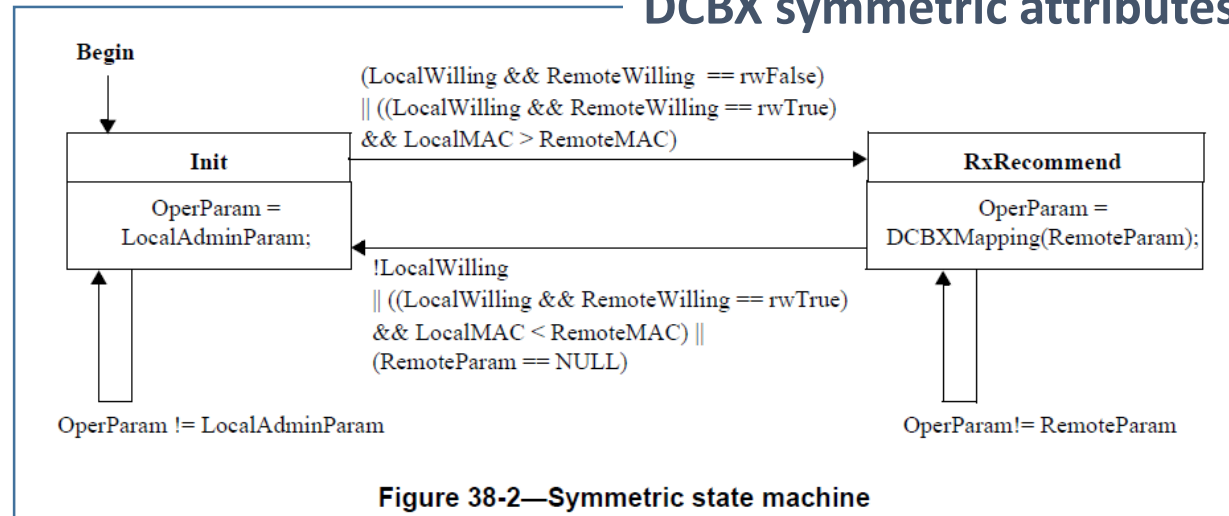 DCBX symmetric attributes
Begin
(LocalWilling && RemoteWilling == rwFalse)
|| ((LocalWilling && RemoteWilling == rwTrue)
&& LocalMAC > RemoteMAC)
Init
RxRecommend
OperParam =
LocalAdminParam;
OperParam =
DCBXMapping(RemoteParam);
!LocalWilling
|| ((LocalWilling && RemoteWilling == rwTrue)
&& LocalMAC < RemoteMAC) ||
(RemoteParam == NULL)
OperParam != LocalAdminParam
OperParam!= RemoteParam
Figure 38-2—Symmetric state machine